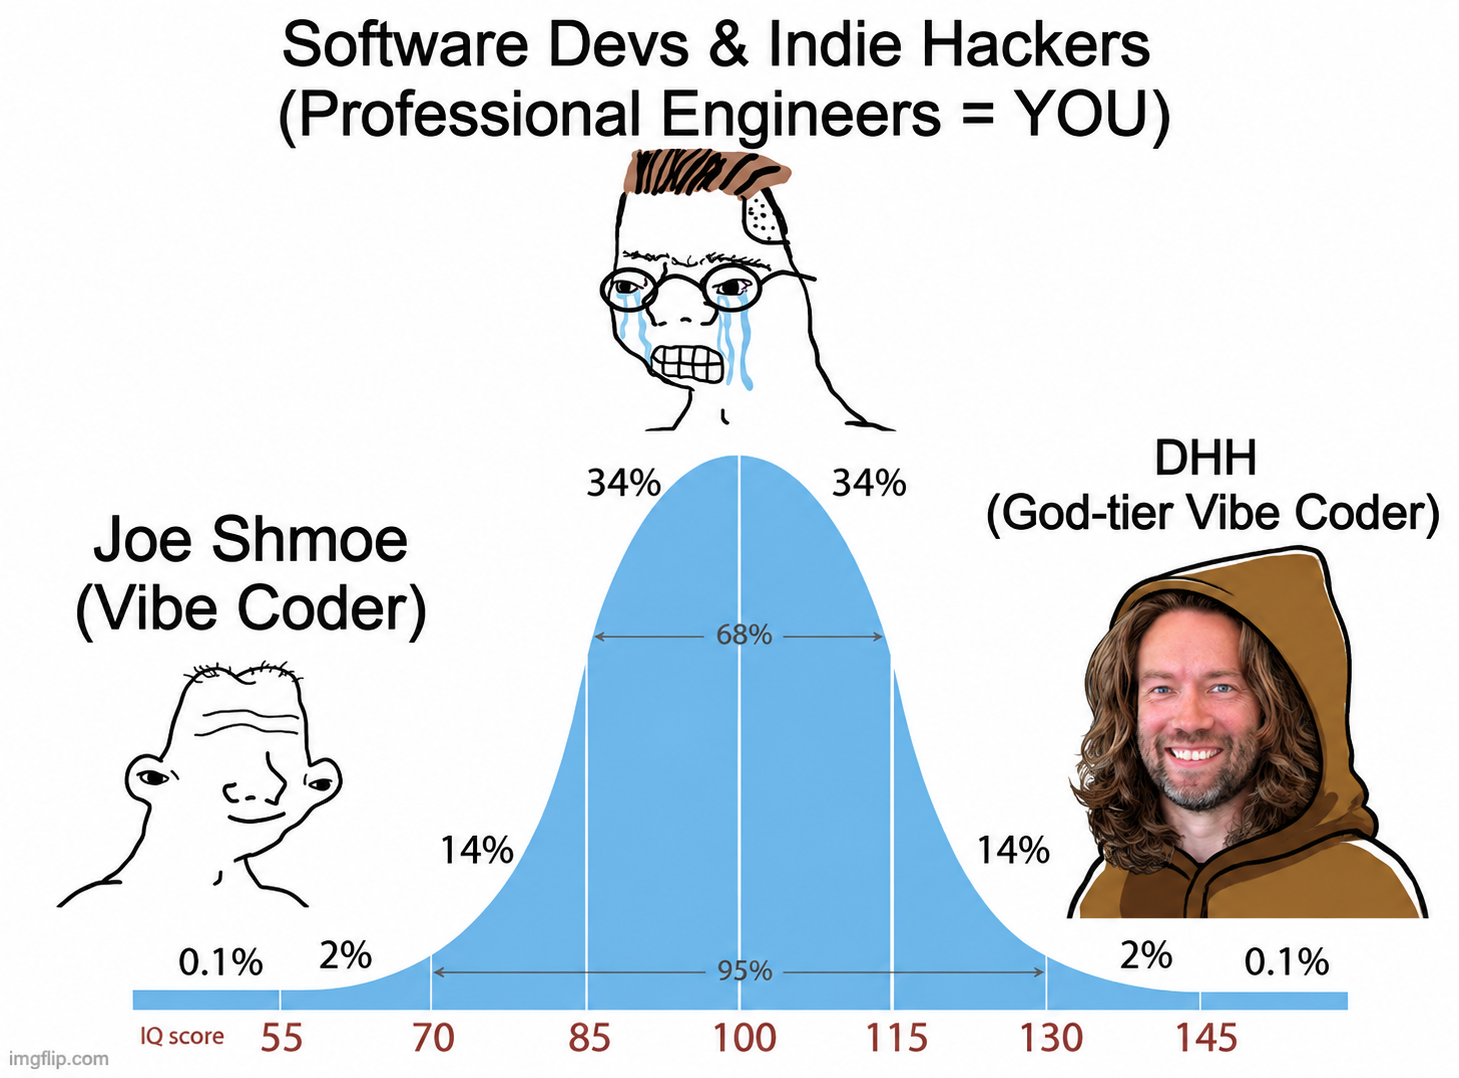 Software Devs & Indie Hackers
(Professional Engineers = YOU)
DHH
(God-tier Vibe Coder)
34%
34%
Joe Shmoe
(Vibe Coder)
68%
14%
14%
0.1%
2%
95%
2%
0.1%
IQ score 55 70 85 100 115 130 145
imgflip.com